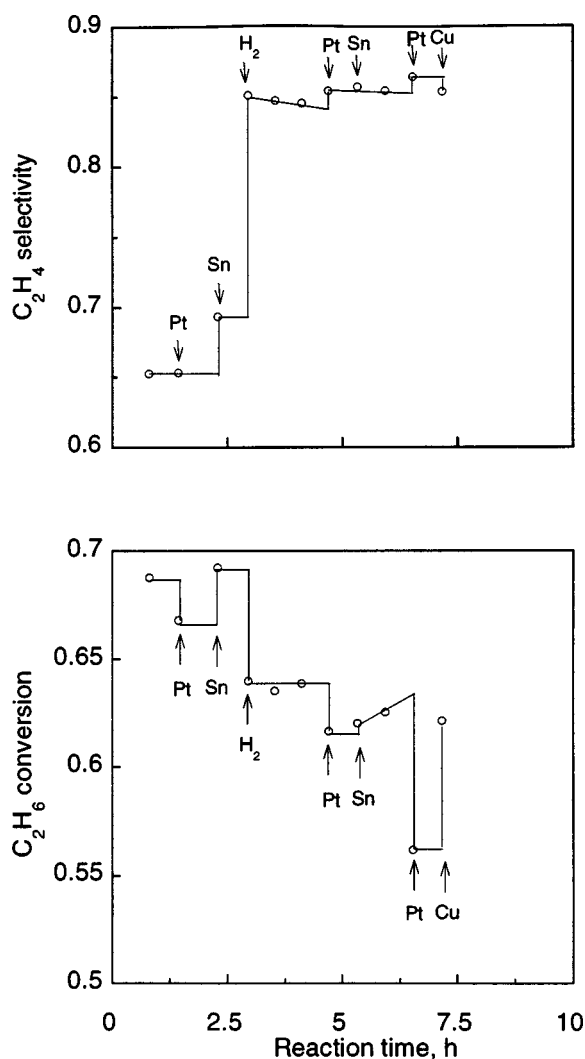 0.9
0.8
0.7
0.6
C₂H₄ selectivity
H₂
Pt Sn
Pt Cu
Sn
Pt
0.7
0.65
0.6
0.55
0.5
C₂H₆ conversion
Pt Sn
H₂
Pt Sn
Pt Cu
0 2.5 5 7.5 10
Reaction time, h